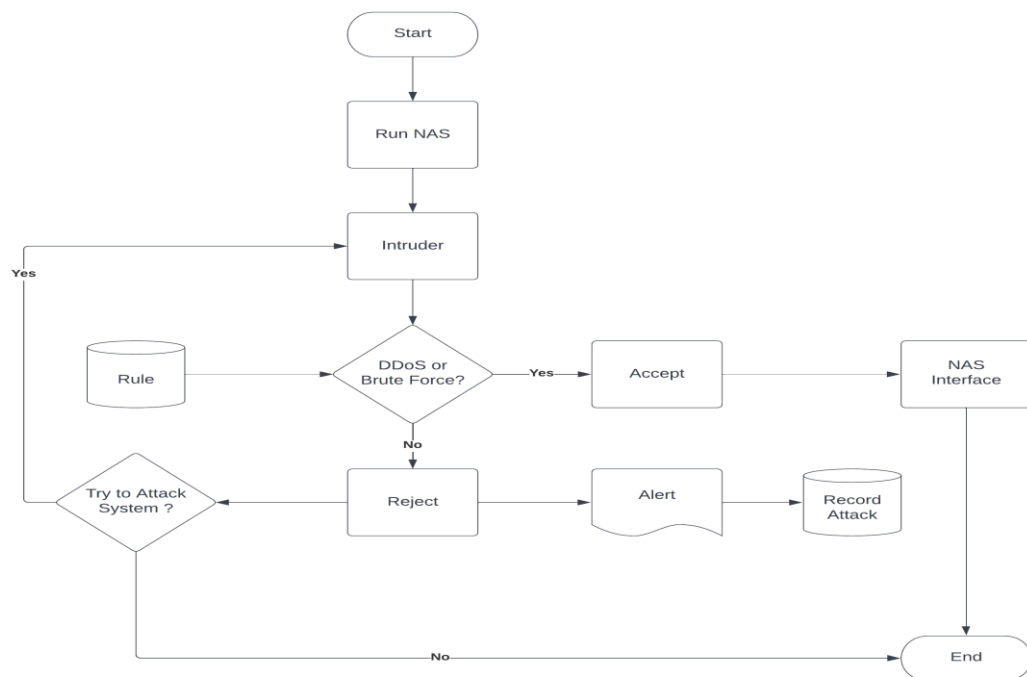 Start
Run NAS
Intruder
Yes
Rule
DDoS or
Brute Force?
Yes
Accept
NAS
Interface
No
Try to Attack
System ?
Reject
Alert
Record
Attack
No
End